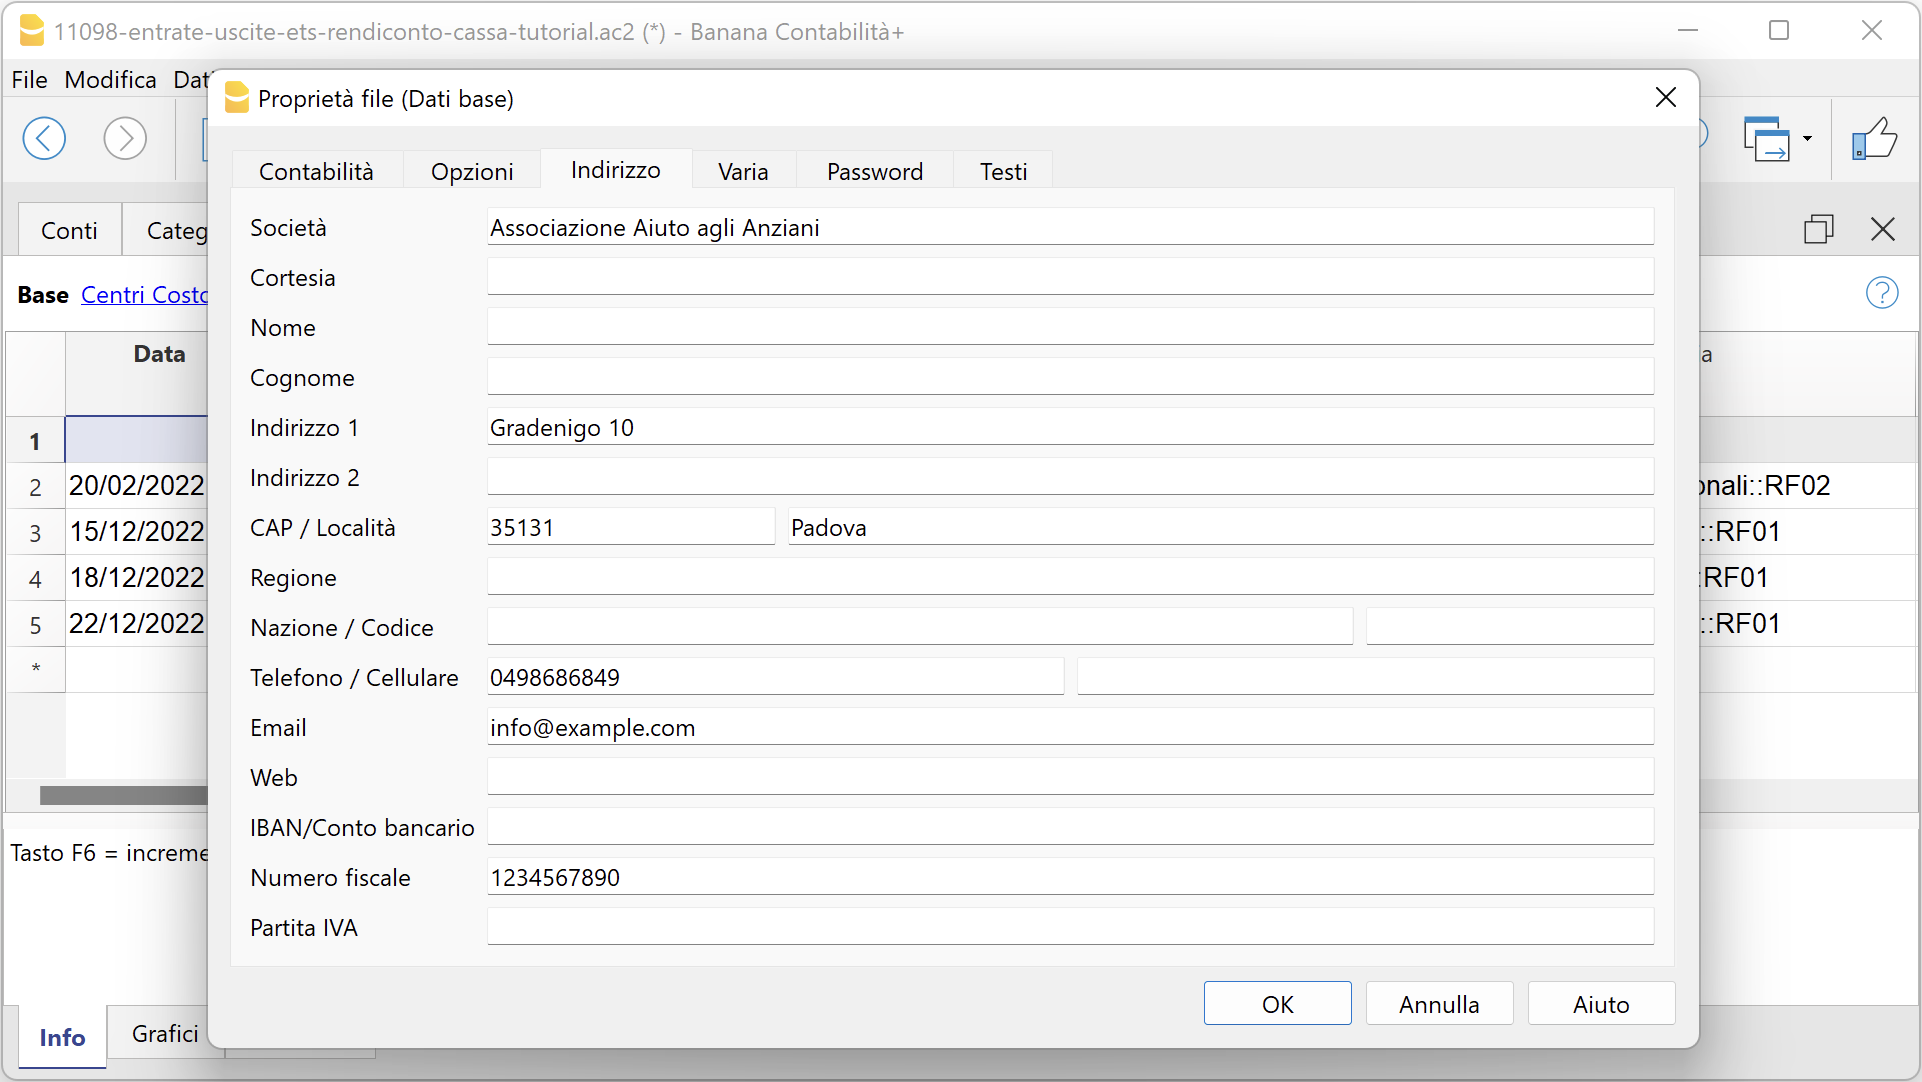 11098-entrate-uscite-ets-rendiconto-cassa-tutorial.ac2 (*) - Banana Contabilità+
File Modifica Dati
Proprietà file (Dati base)
Contabilità Opzioni Indirizzo Varia Password Testi
Conti Categ
Base Centri Costo
Data
1
2 20/02/2022 onali::RF02
3 15/12/2022 ::RF01
4 18/12/2022 :RF01
5 22/12/2022 ::RF01
*
Società Associazione Aiuto agli Anziani
Cortesia
Nome
Cognome
Indirizzo 1 Gradenigo 10
Indirizzo 2
CAP / Località 35131 Padova
Regione
Nazione / Codice
Telefono / Cellulare 0498686849
Email info@example.com
Web
IBAN/Conto bancario
Numero fiscale 1234567890
Partita IVA
OK Annulla Aiuto
Tasto F6 = increme
Info Grafici